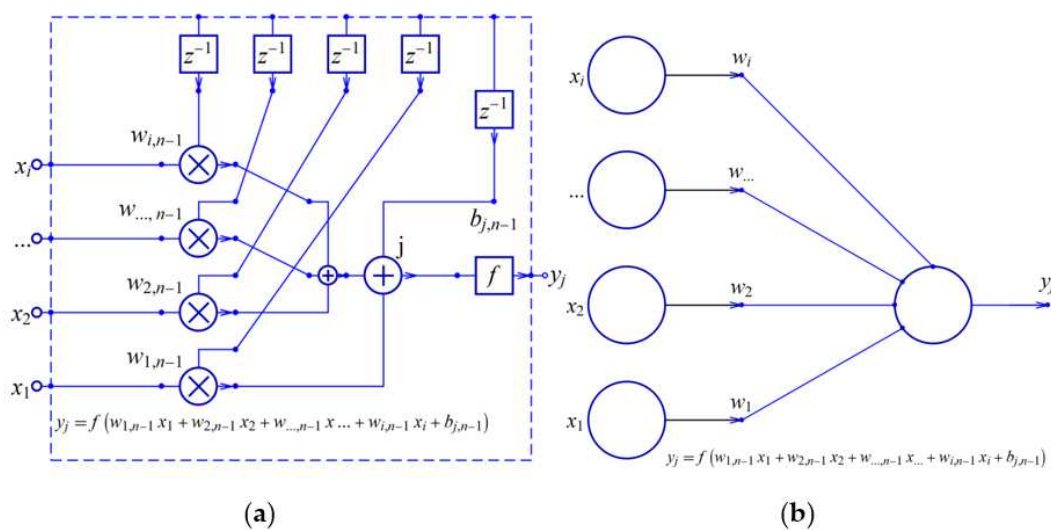 z⁻¹ z⁻¹ z⁻¹ z⁻¹
z⁻¹
w_{i,n−1}
x_i
w_{..., n−1}
b_{j,n−1}
...
j
+
+
f
y_j
w_{2,n−1}
x_2
w_{1,n−1}
x_1
y_j = f (w_{1,n−1} x_1 + w_{2,n−1} x_2 + w_{...,n−1} x ... + w_{i,n−1} x_i + b_{j,n−1})
(a)
w_i
x_i
w_{...}
...
w_2
x_2
y_j
w_1
x_1
y_j = f (w_{1,n−1} x_1 + w_{2,n−1} x_2 + w_{...,n−1} x_{...} + w_{i,n−1} x_i + b_{j,n−1})
(b)